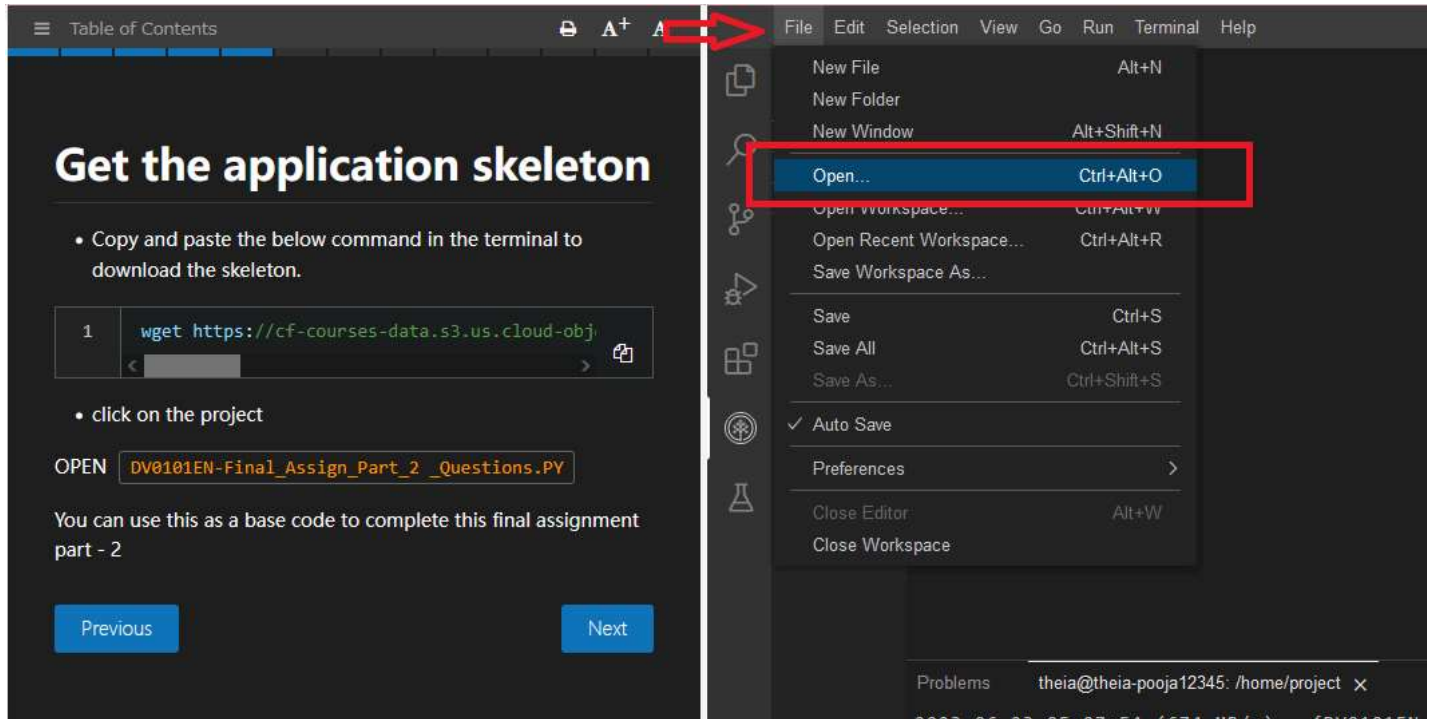 Table of Contents
A+
Get the application skeleton
• Copy and paste the below command in the terminal to
download the skeleton.
1 wget https://cf-courses-data.s3.us.cloud-obj
• click on the project
OPEN DV0101EN-Final_Assign_Part_2 _Questions.PY
You can use this as a base code to complete this final assignment
part - 2
Previous Next
File Edit Selection View Go Run Terminal Help
New File Alt+N
New Folder
New Window Alt+Shift+N
Open... Ctrl+Alt+O
Open Workspace... Ctrl+Alt+W
Open Recent Workspace... Ctrl+Alt+R
Save Workspace As...
Save Ctrl+S
Save All Ctrl+Alt+S
Save As... Ctrl+Shift+S
✓ Auto Save
Preferences >
Close Editor Alt+W
Close Workspace
Problems theia@theia-pooja12345: /home/project ×